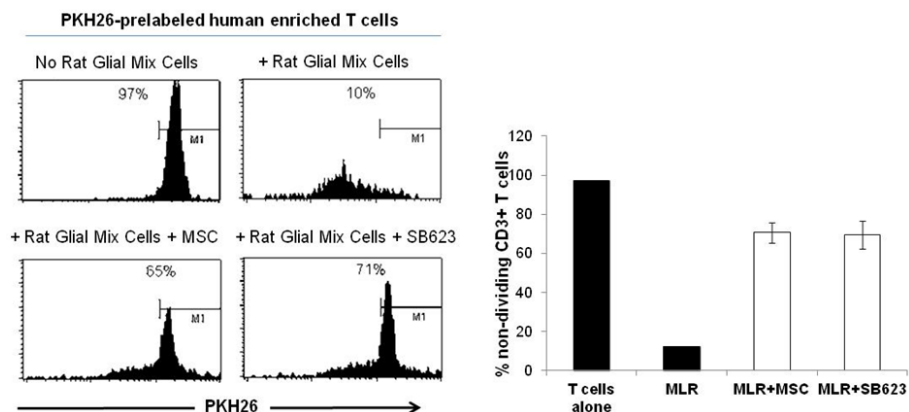 PKH26-prelabeled human enriched T cells
No Rat Glial Mix Cells
+ Rat Glial Mix Cells
97%
M1
10%
M1
+ Rat Glial Mix Cells + MSC
+ Rat Glial Mix Cells + SB623
65%
M1
71%
M1
PKH26
% non-dividing CD3+ T cells
120
100
80
60
40
20
0
T cells alone
MLR
MLR+MSC
MLR+SB623